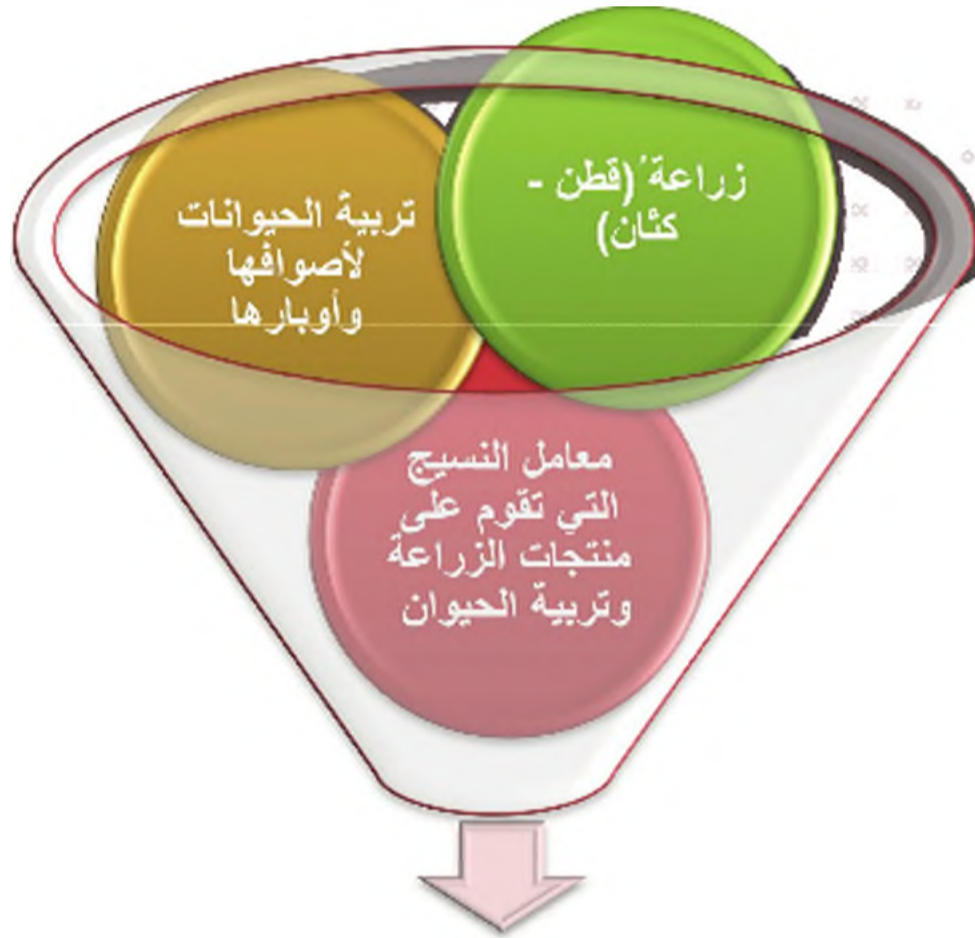 زراعةُ (قطن -
كتان)
تربية الحيوانات
لأصوافها
وأوبارها
معامل النسيج
التي تقوم على
منتجات الزراعة
وتربية الحيوان